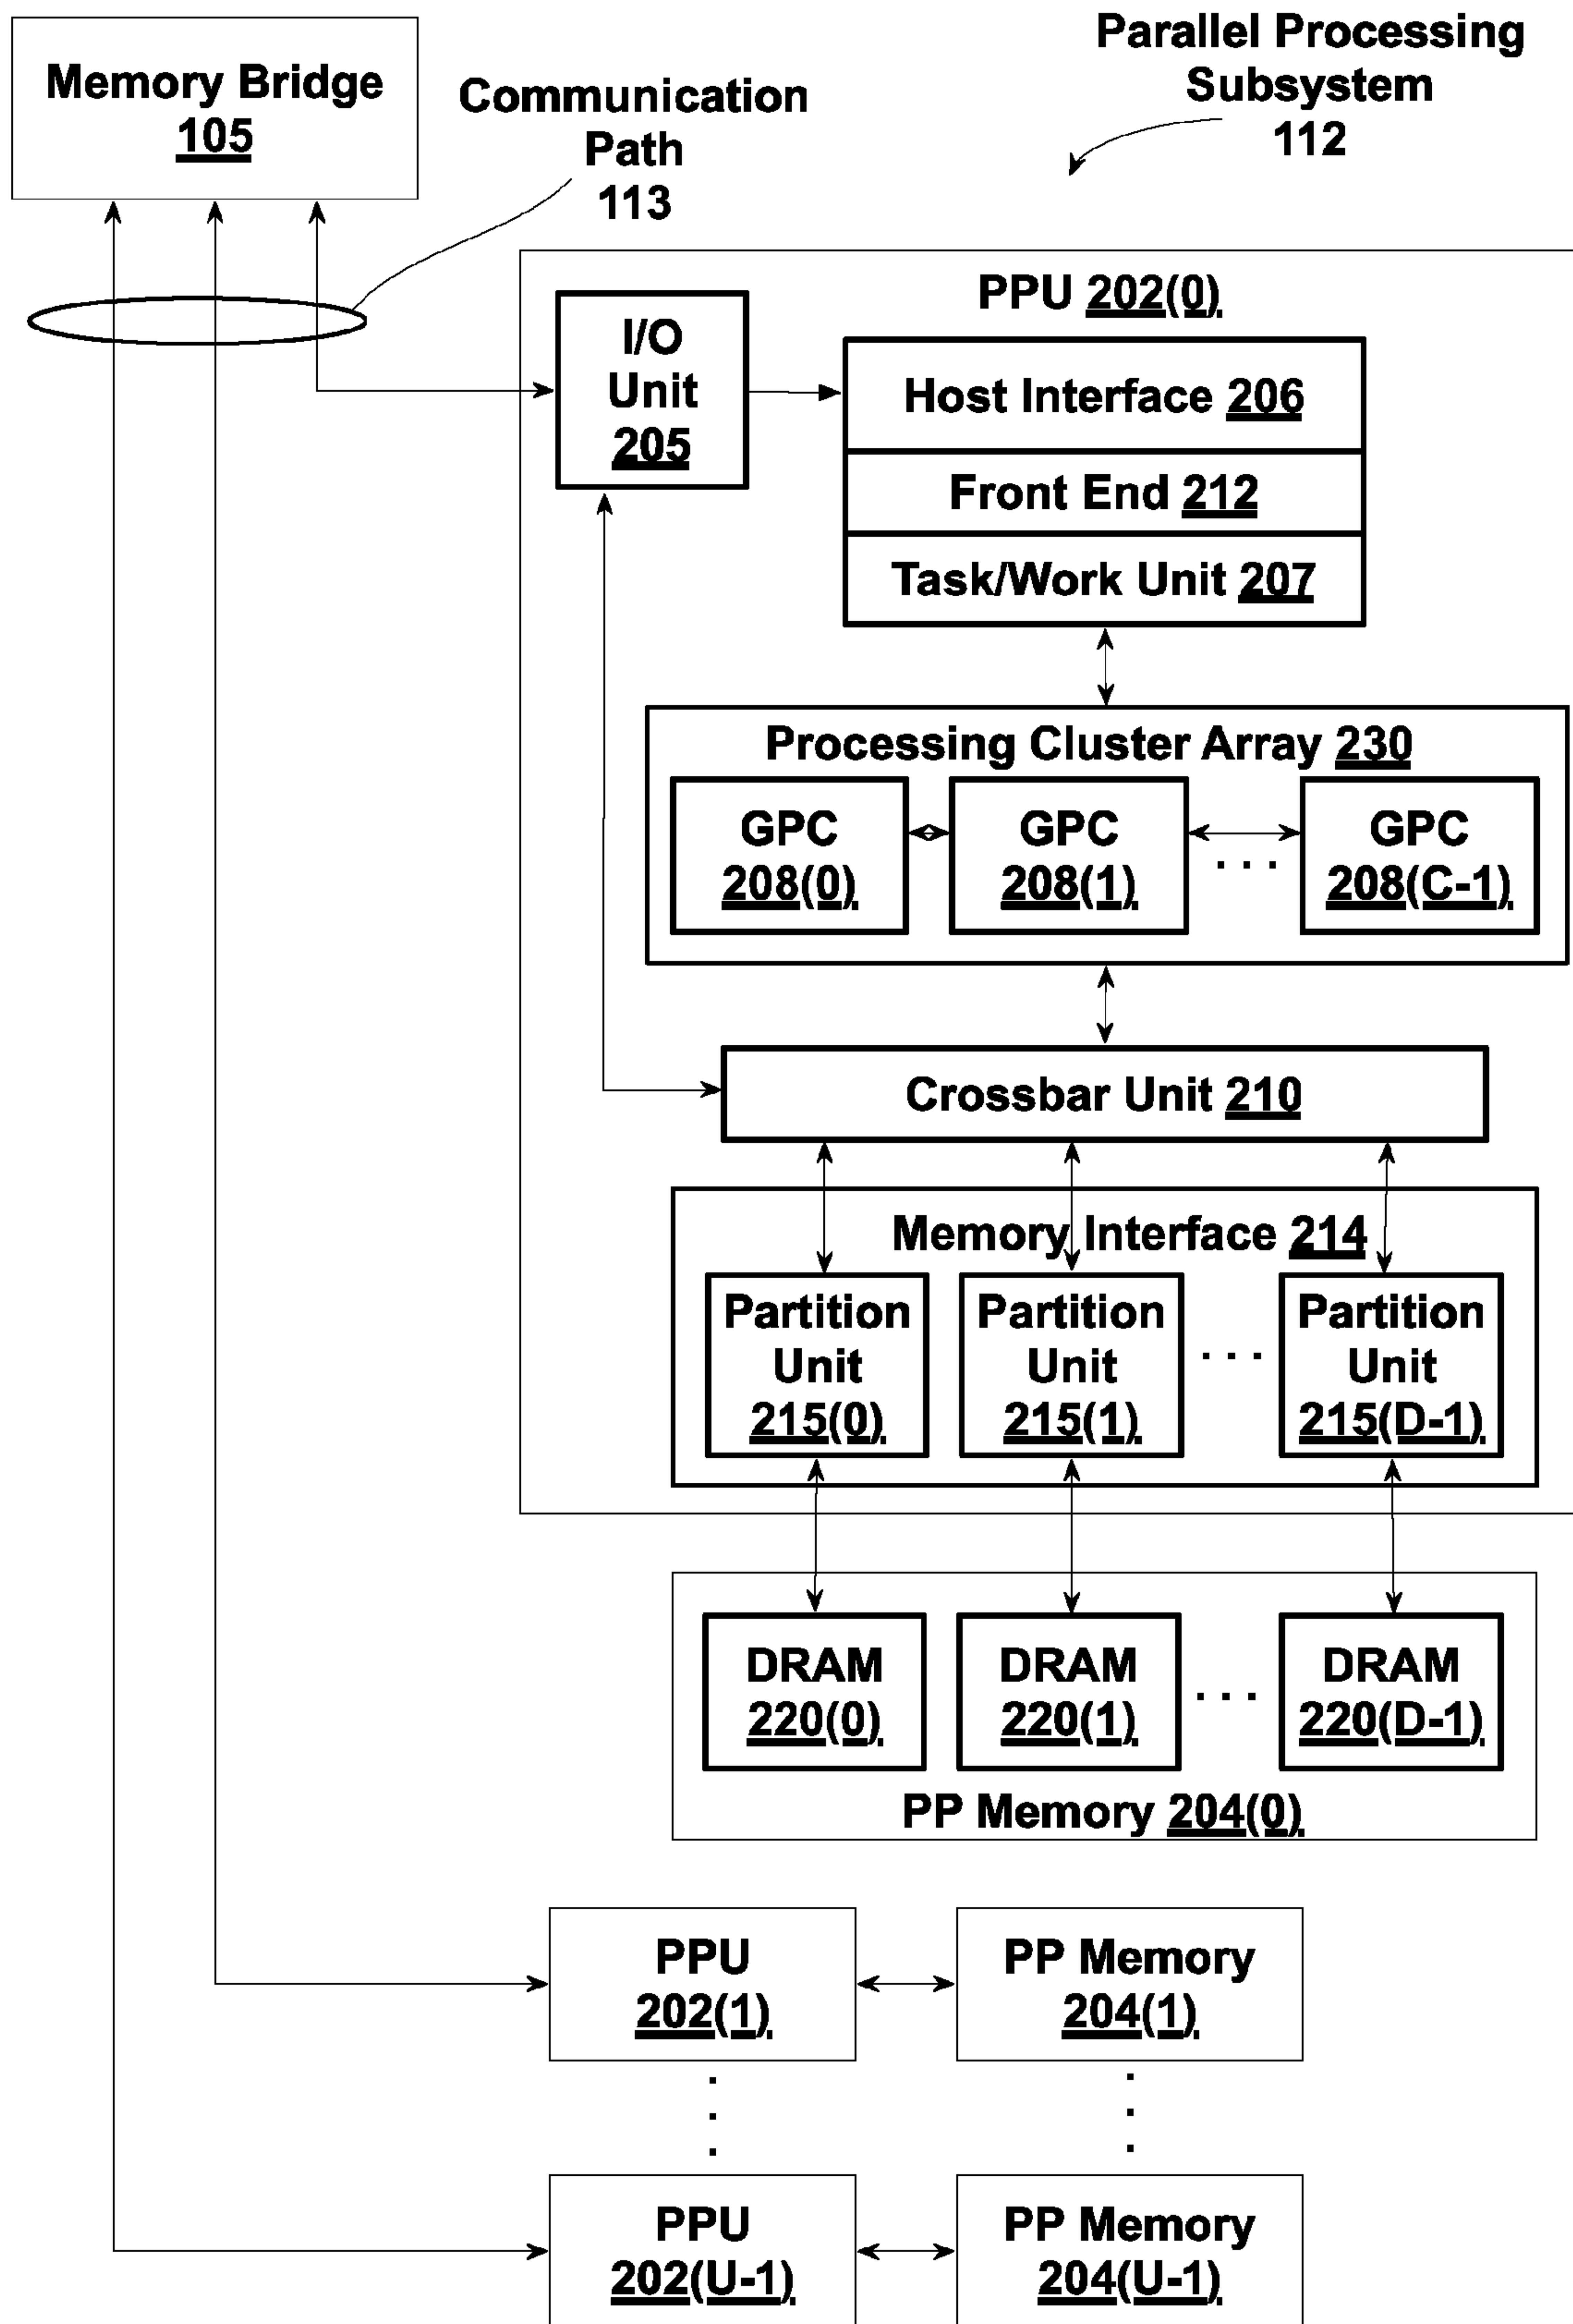 Memory Bridge
105
Communication
Path
113
Parallel Processing
Subsystem
112
PPU 202(0)
I/O
Unit
205
Host Interface 206
Front End 212
Task/Work Unit 207
Processing Cluster Array 230
GPC
208(0)
GPC
208(1)
. . .
GPC
208(C-1)
Crossbar Unit 210
Memory Interface 214
Partition
Unit
215(0)
Partition
Unit
215(1)
. . .
Partition
Unit
215(D-1)
DRAM
220(0)
DRAM
220(1)
. . .
DRAM
220(D-1)
PP Memory 204(0)
PPU
202(1)
PP Memory
204(1)
PPU
202(U-1)
PP Memory
204(U-1)